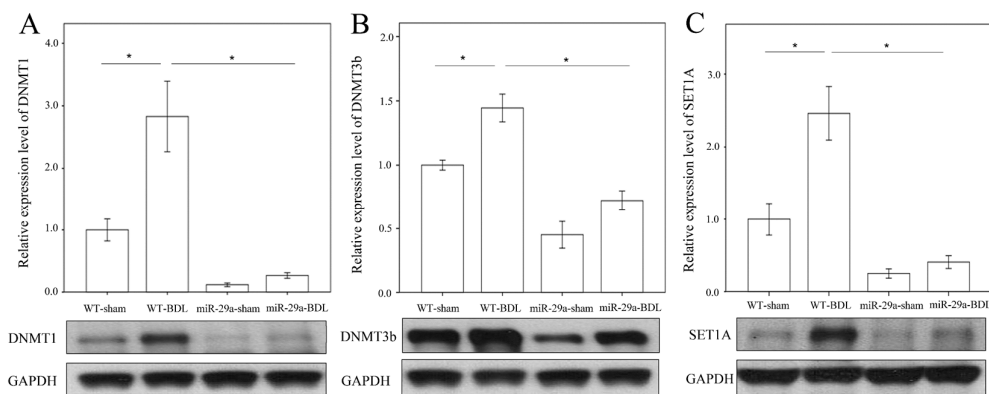 A
Relative expression level of DNMT1
4.0
3.0
2.0
1.0
0.0
* *
WT-sham WT-BDL miR-29a-sham miR-29a-BDL
DNMT1
GAPDH
B
Relative expression level of DNMT3b
2.0
1.5
1.0
0.5
0.0
* *
WT-sham WT-BDL miR-29a-sham miR-29a-BDL
DNMT3b
GAPDH
C
Relative expression level of SET1A
3.0
2.0
1.0
0.0
* *
WT-sham WT-BDL miR-29a-sham miR-29a-BDL
SET1A
GAPDH